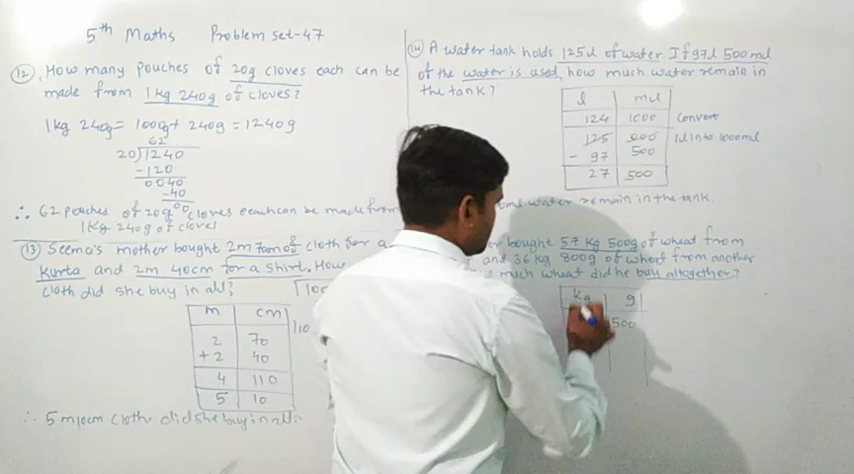 5th Maths Problem set-47
(12) How many pouches of 20g cloves each can be
made from 1kg 240g of cloves?
1kg 240g = 1000g + 240g = 1240g
62
20)1240
-120
0040
-40
00
∴ 62 pouches of 20g cloves each can be made from
1kg 240g of cloves
(13) Seema's mother bought 2m 70cm of cloth for a
kurta and 2m 40cm for a shirt. How
cloth did she buy in all?
m cm
2 70
+ 2 40
4 110
5 10
∴ 5m 10cm cloth did she buy in all.
(14) A water tank holds 125l of water. If 97l 500ml
of the water is used, how much water remain in
the tank?
l ml
124 1000
125 000
- 97 500
27 500
Convert
1l into 1000ml
water remain in the tank.
bought 57 kg 500g of wheat from
and 36 kg 800g of wheat from another
much wheat did he buy altogether?
kg g
500